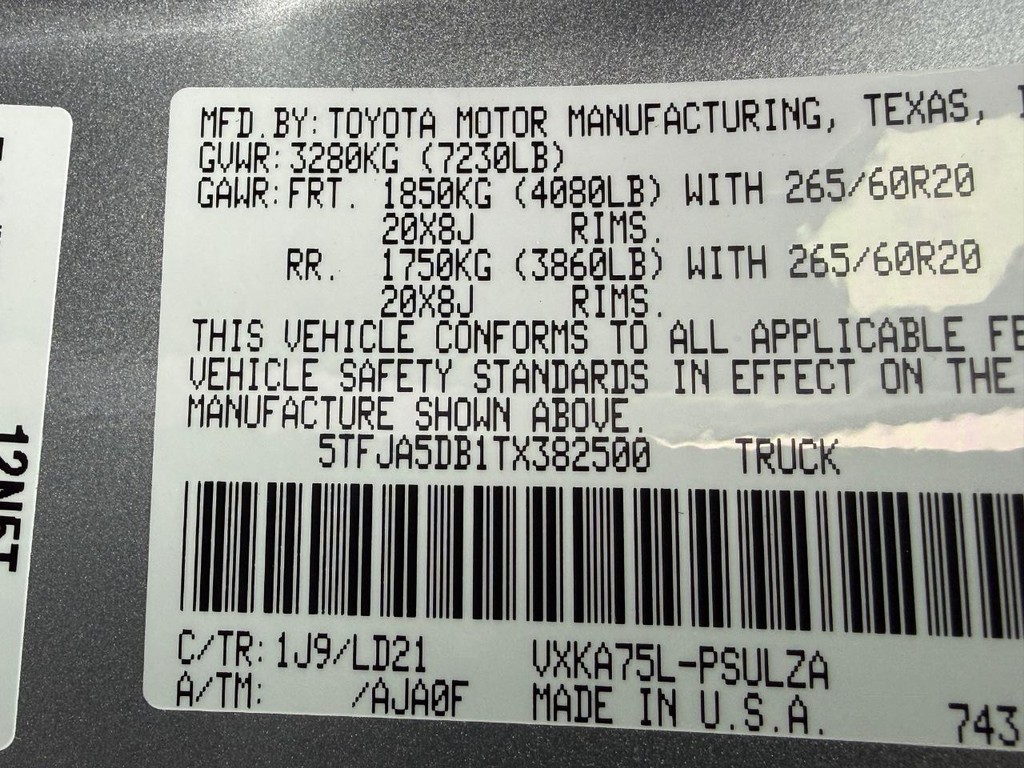 MFD.BY:TOYOTA MOTOR MANUFACTURING, TEXAS,
GVWR:3280KG (7230LB)
GAWR:FRT. 1850KG (4080LB) WITH 265/60R20
20X8J RIMS.
RR. 1750KG (3860LB) WITH 265/60R20
20X8J RIMS.
THIS VEHICLE CONFORMS TO ALL APPLICABLE FE
VEHICLE SAFETY STANDARDS IN EFFECT ON THE
MANUFACTURE SHOWN ABOVE.
5TFJA5DB1TX382500 TRUCK
C/TR:1J9/LD21 VXKA75L-PSULZA
A/TM: /AJA0F MADE IN U.S.A. 743